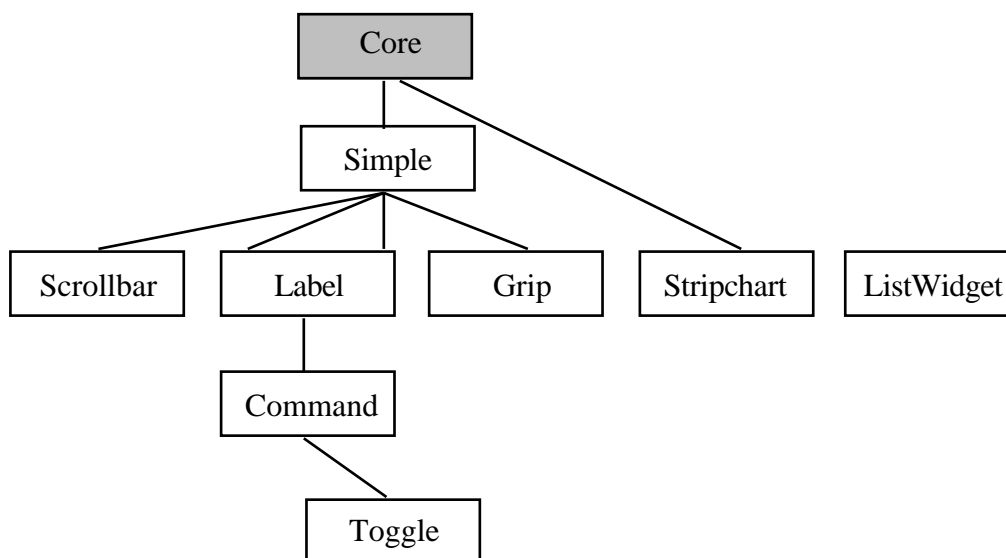 Core
Simple
Scrollbar
Label
Grip
Stripchart
ListWidget
Command
Toggle